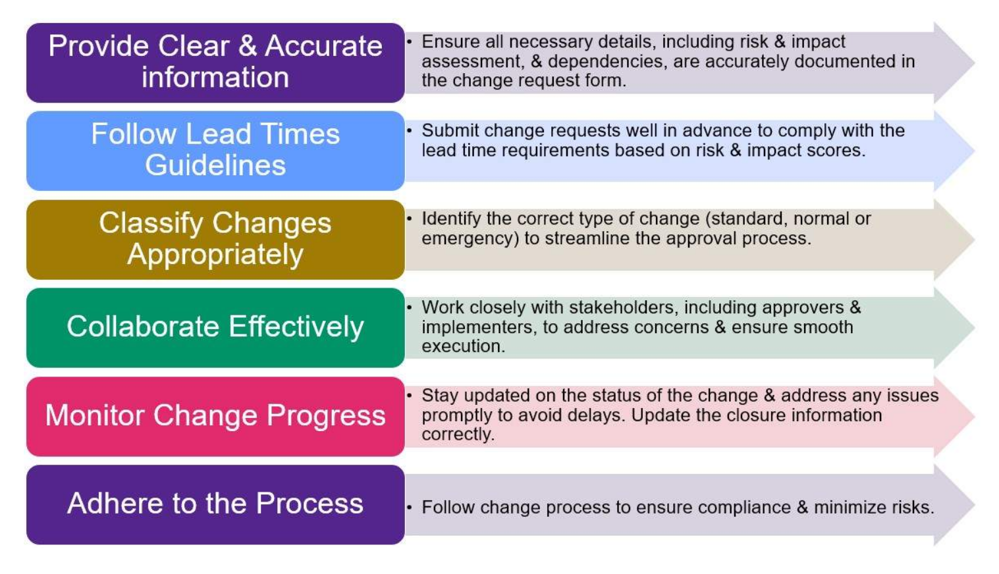 Provide Clear & Accurate
information
• Ensure all necessary details, including risk & impact
assessment, & dependencies, are accurately documented in
the change request form.
Follow Lead Times
Guidelines
• Submit change requests well in advance to comply with the
lead time requirements based on risk & impact scores.
Classify Changes
Appropriately
• Identify the correct type of change (standard, normal or
emergency) to streamline the approval process.
Collaborate Effectively
• Work closely with stakeholders, including approvers &
implementers, to address concerns & ensure smooth
execution.
Monitor Change Progress
• Stay updated on the status of the change & address any issues
promptly to avoid delays. Update the closure information
correctly.
Adhere to the Process
• Follow change process to ensure compliance & minimize risks.